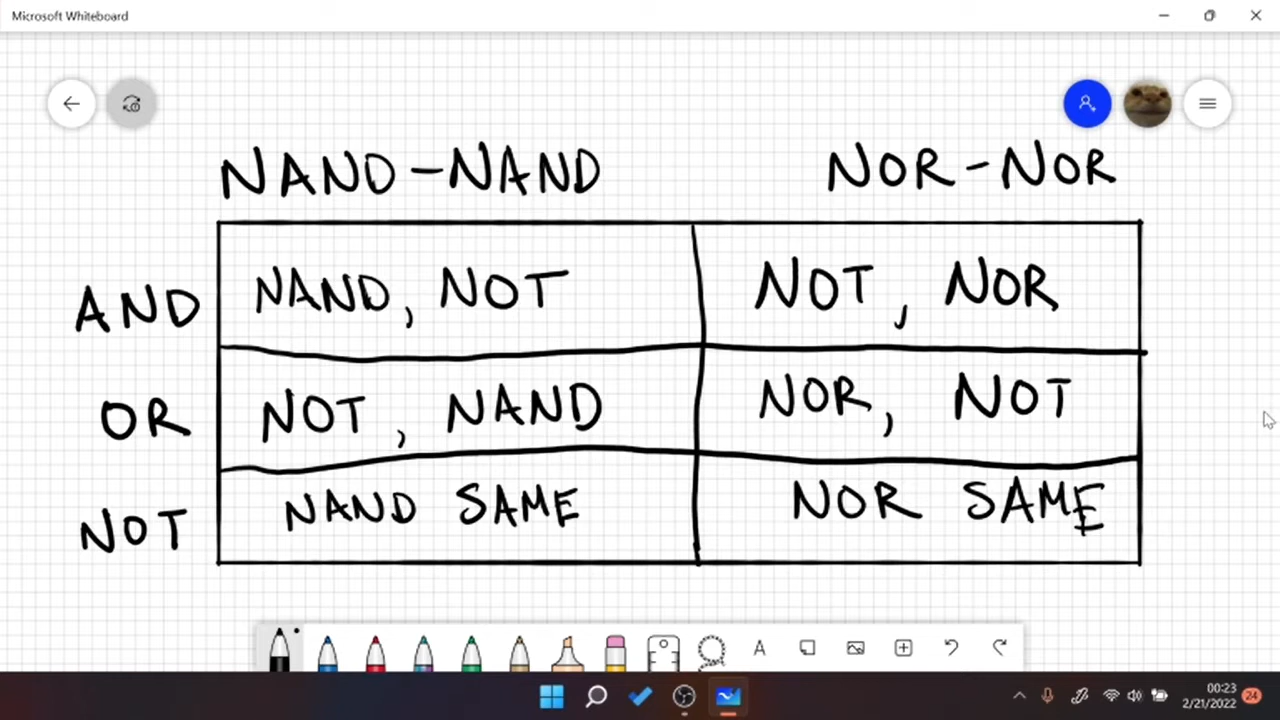 Microsoft Whiteboard
NAND-NAND NOR-NOR
AND NAND, NOT NOT, NOR
OR NOT, NAND NOR, NOT
NOT NAND SAME NOR SAME
A
00:23
2/21/2022 24